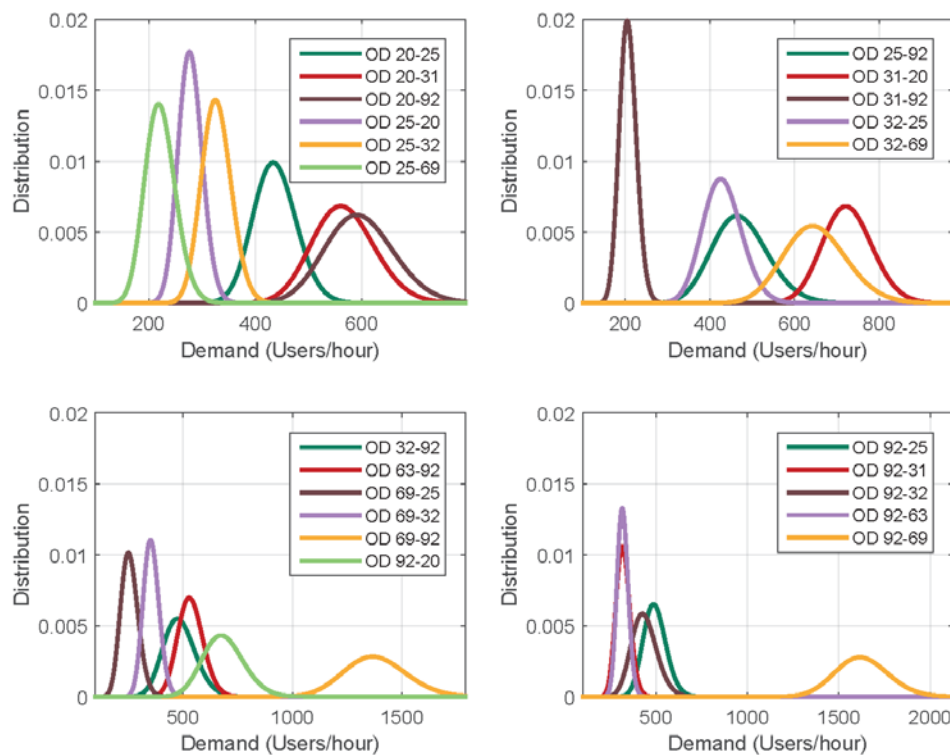 0.02
0.015
0.01
0.005
0
Distribution
OD 20-25
OD 20-31
OD 20-92
OD 25-20
OD 25-32
OD 25-69
200 400 600
Demand (Users/hour)
0.02
0.015
0.01
0.005
0
Distribution
OD 25-92
OD 31-20
OD 31-92
OD 32-25
OD 32-69
200 400 600 800
Demand (Users/hour)
0.02
0.015
0.01
0.005
0
Distribution
OD 32-92
OD 63-92
OD 69-25
OD 69-32
OD 69-92
OD 92-20
500 1000 1500
Demand (Users/hour)
0.02
0.015
0.01
0.005
0
Distribution
OD 92-25
OD 92-31
OD 92-32
OD 92-63
OD 92-69
500 1000 1500 2000
Demand (Users/hour)